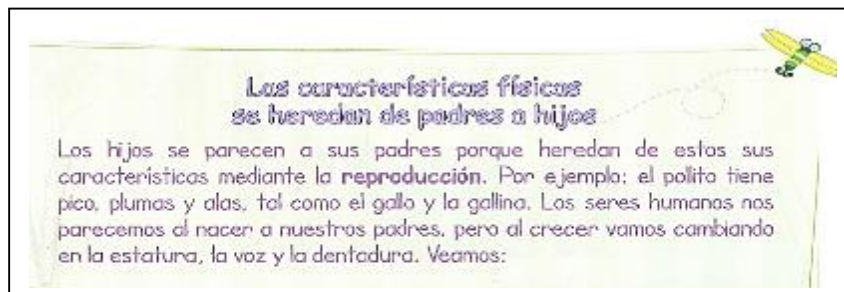 Las características físicas
se heredan de padres a hijos
Los hijos se parecen a sus padres porque heredan de estos sus
características mediante la reproducción. Por ejemplo: el pollito tiene
pico, plumas y alas, tal como el gallo y la gallina. Los seres humanos nos
parecemos al nacer a nuestros padres, pero al crecer vamos cambiando
en la estatura, la voz y la dentadura. Veamos: